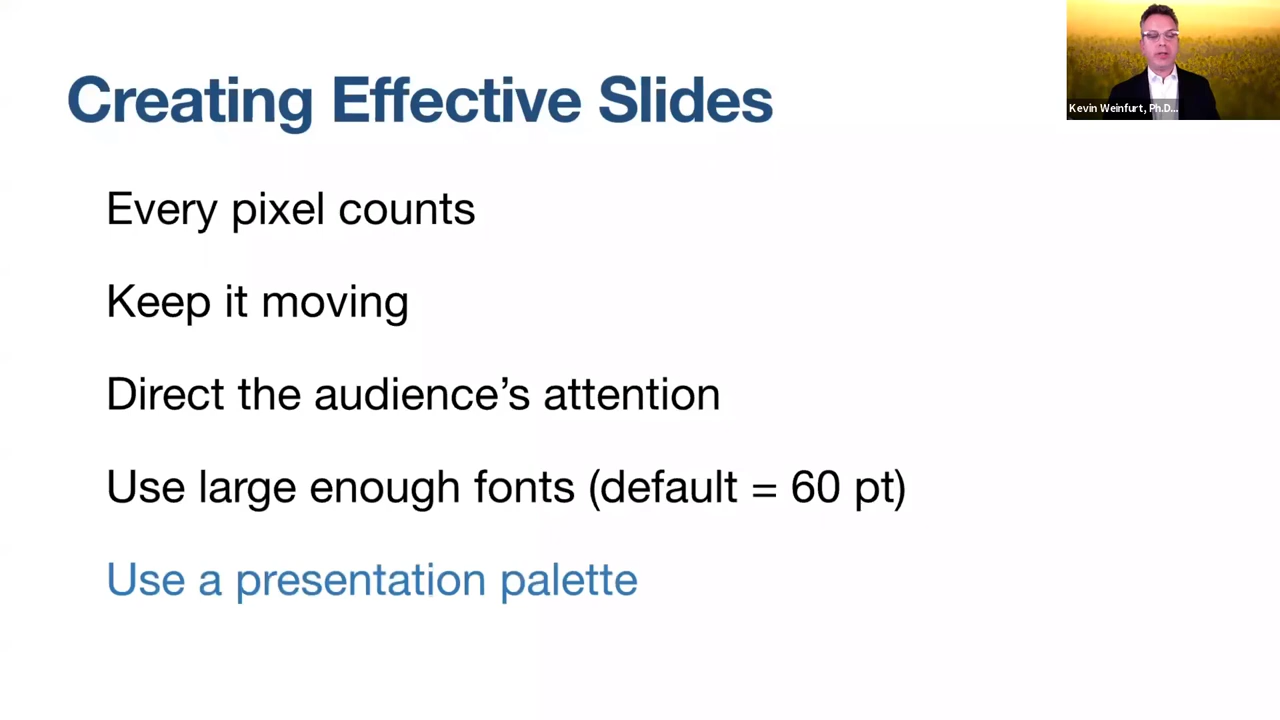 Creating Effective Slides
Kevin Weinfurt, Ph.D...
Every pixel counts
Keep it moving
Direct the audience’s attention
Use large enough fonts (default = 60 pt)
Use a presentation palette